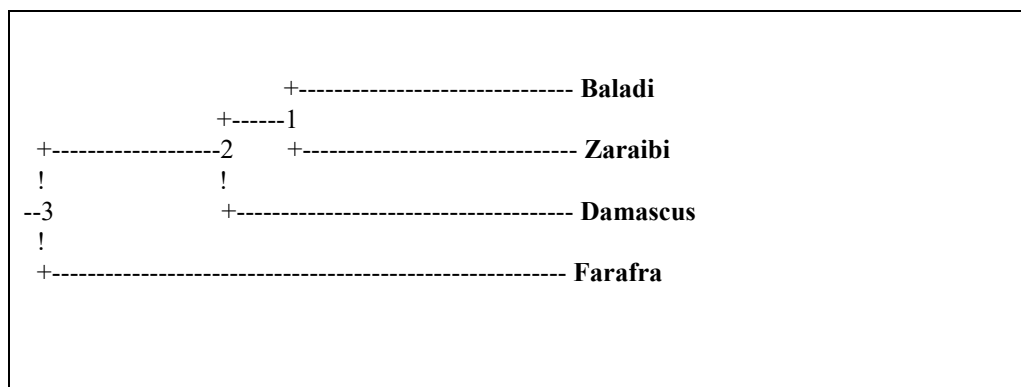 +------------------------------- Baladi
+------1
+-------------------2 +------------------------------- Zaraibi
! !
--3 +-------------------------------------- Damascus
!
+---------------------------------------------------------- Farafra